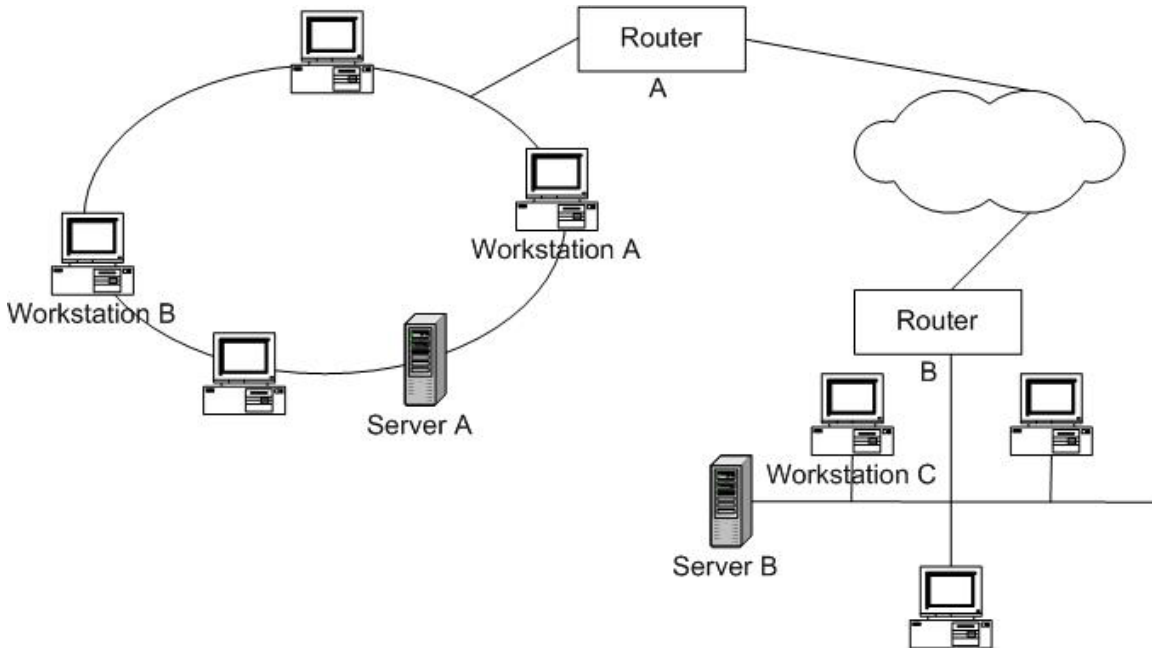 Router
A
Workstation A
Workstation B
Server A
Router
B
Workstation C
Server B